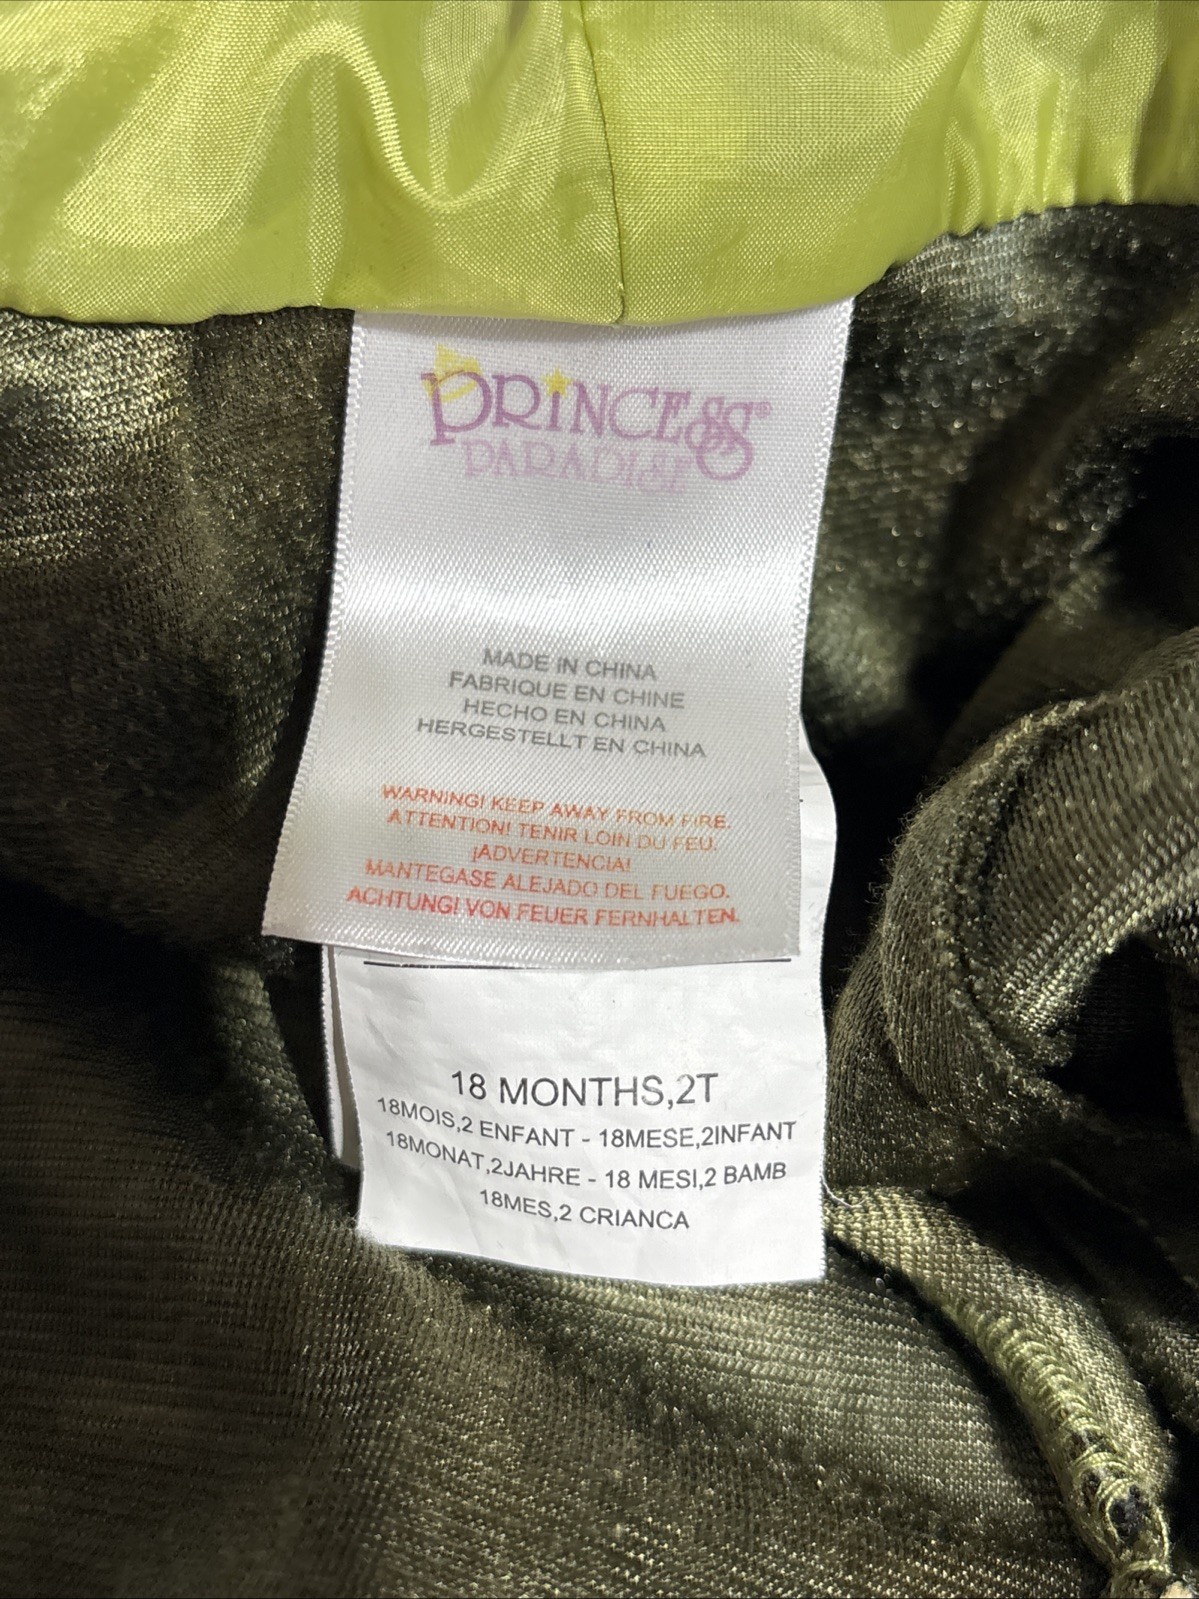 PRINCESS®
PARADISE
MADE IN CHINA
FABRIQUE EN CHINE
HECHO EN CHINA
HERGESTELLT EN CHINA
WARNING! KEEP AWAY FROM FIRE.
ATTENTION! TENIR LOIN DU FEU.
¡ADVERTENCIA!
MANTEGASE ALEJADO DEL FUEGO.
ACHTUNG! VON FEUER FERNHALTEN.
18 MONTHS,2T
18MOIS,2 ENFANT - 18MESE,2INFANT
18MONAT,2JAHRE - 18 MESI,2 BAMB
18MES,2 CRIANCA